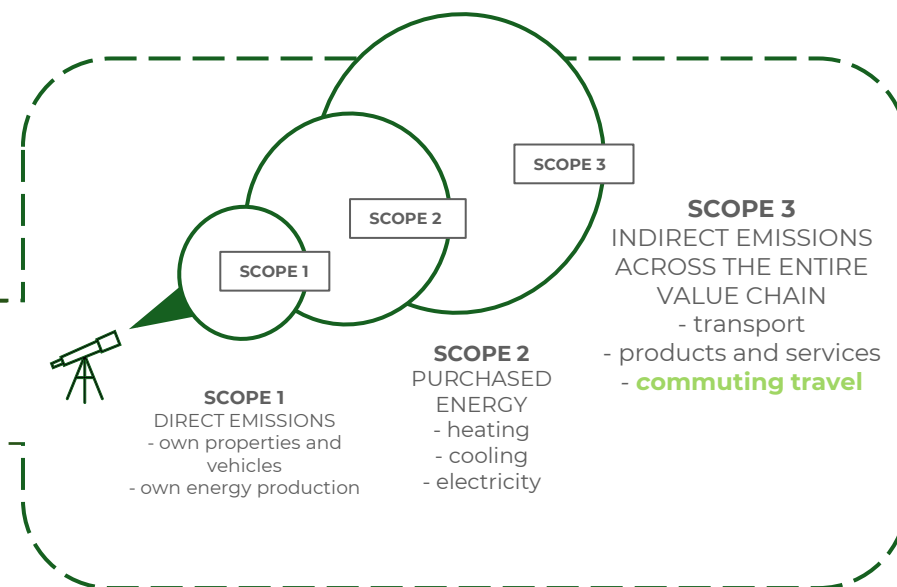 SCOPE 3
SCOPE 2
SCOPE 1
SCOPE 1
DIRECT EMISSIONS
- own properties and
vehicles
- own energy production
SCOPE 2
PURCHASED
ENERGY
- heating
- cooling
- electricity
SCOPE 3
INDIRECT EMISSIONS
ACROSS THE ENTIRE
VALUE CHAIN
- transport
- products and services
- commuting travel